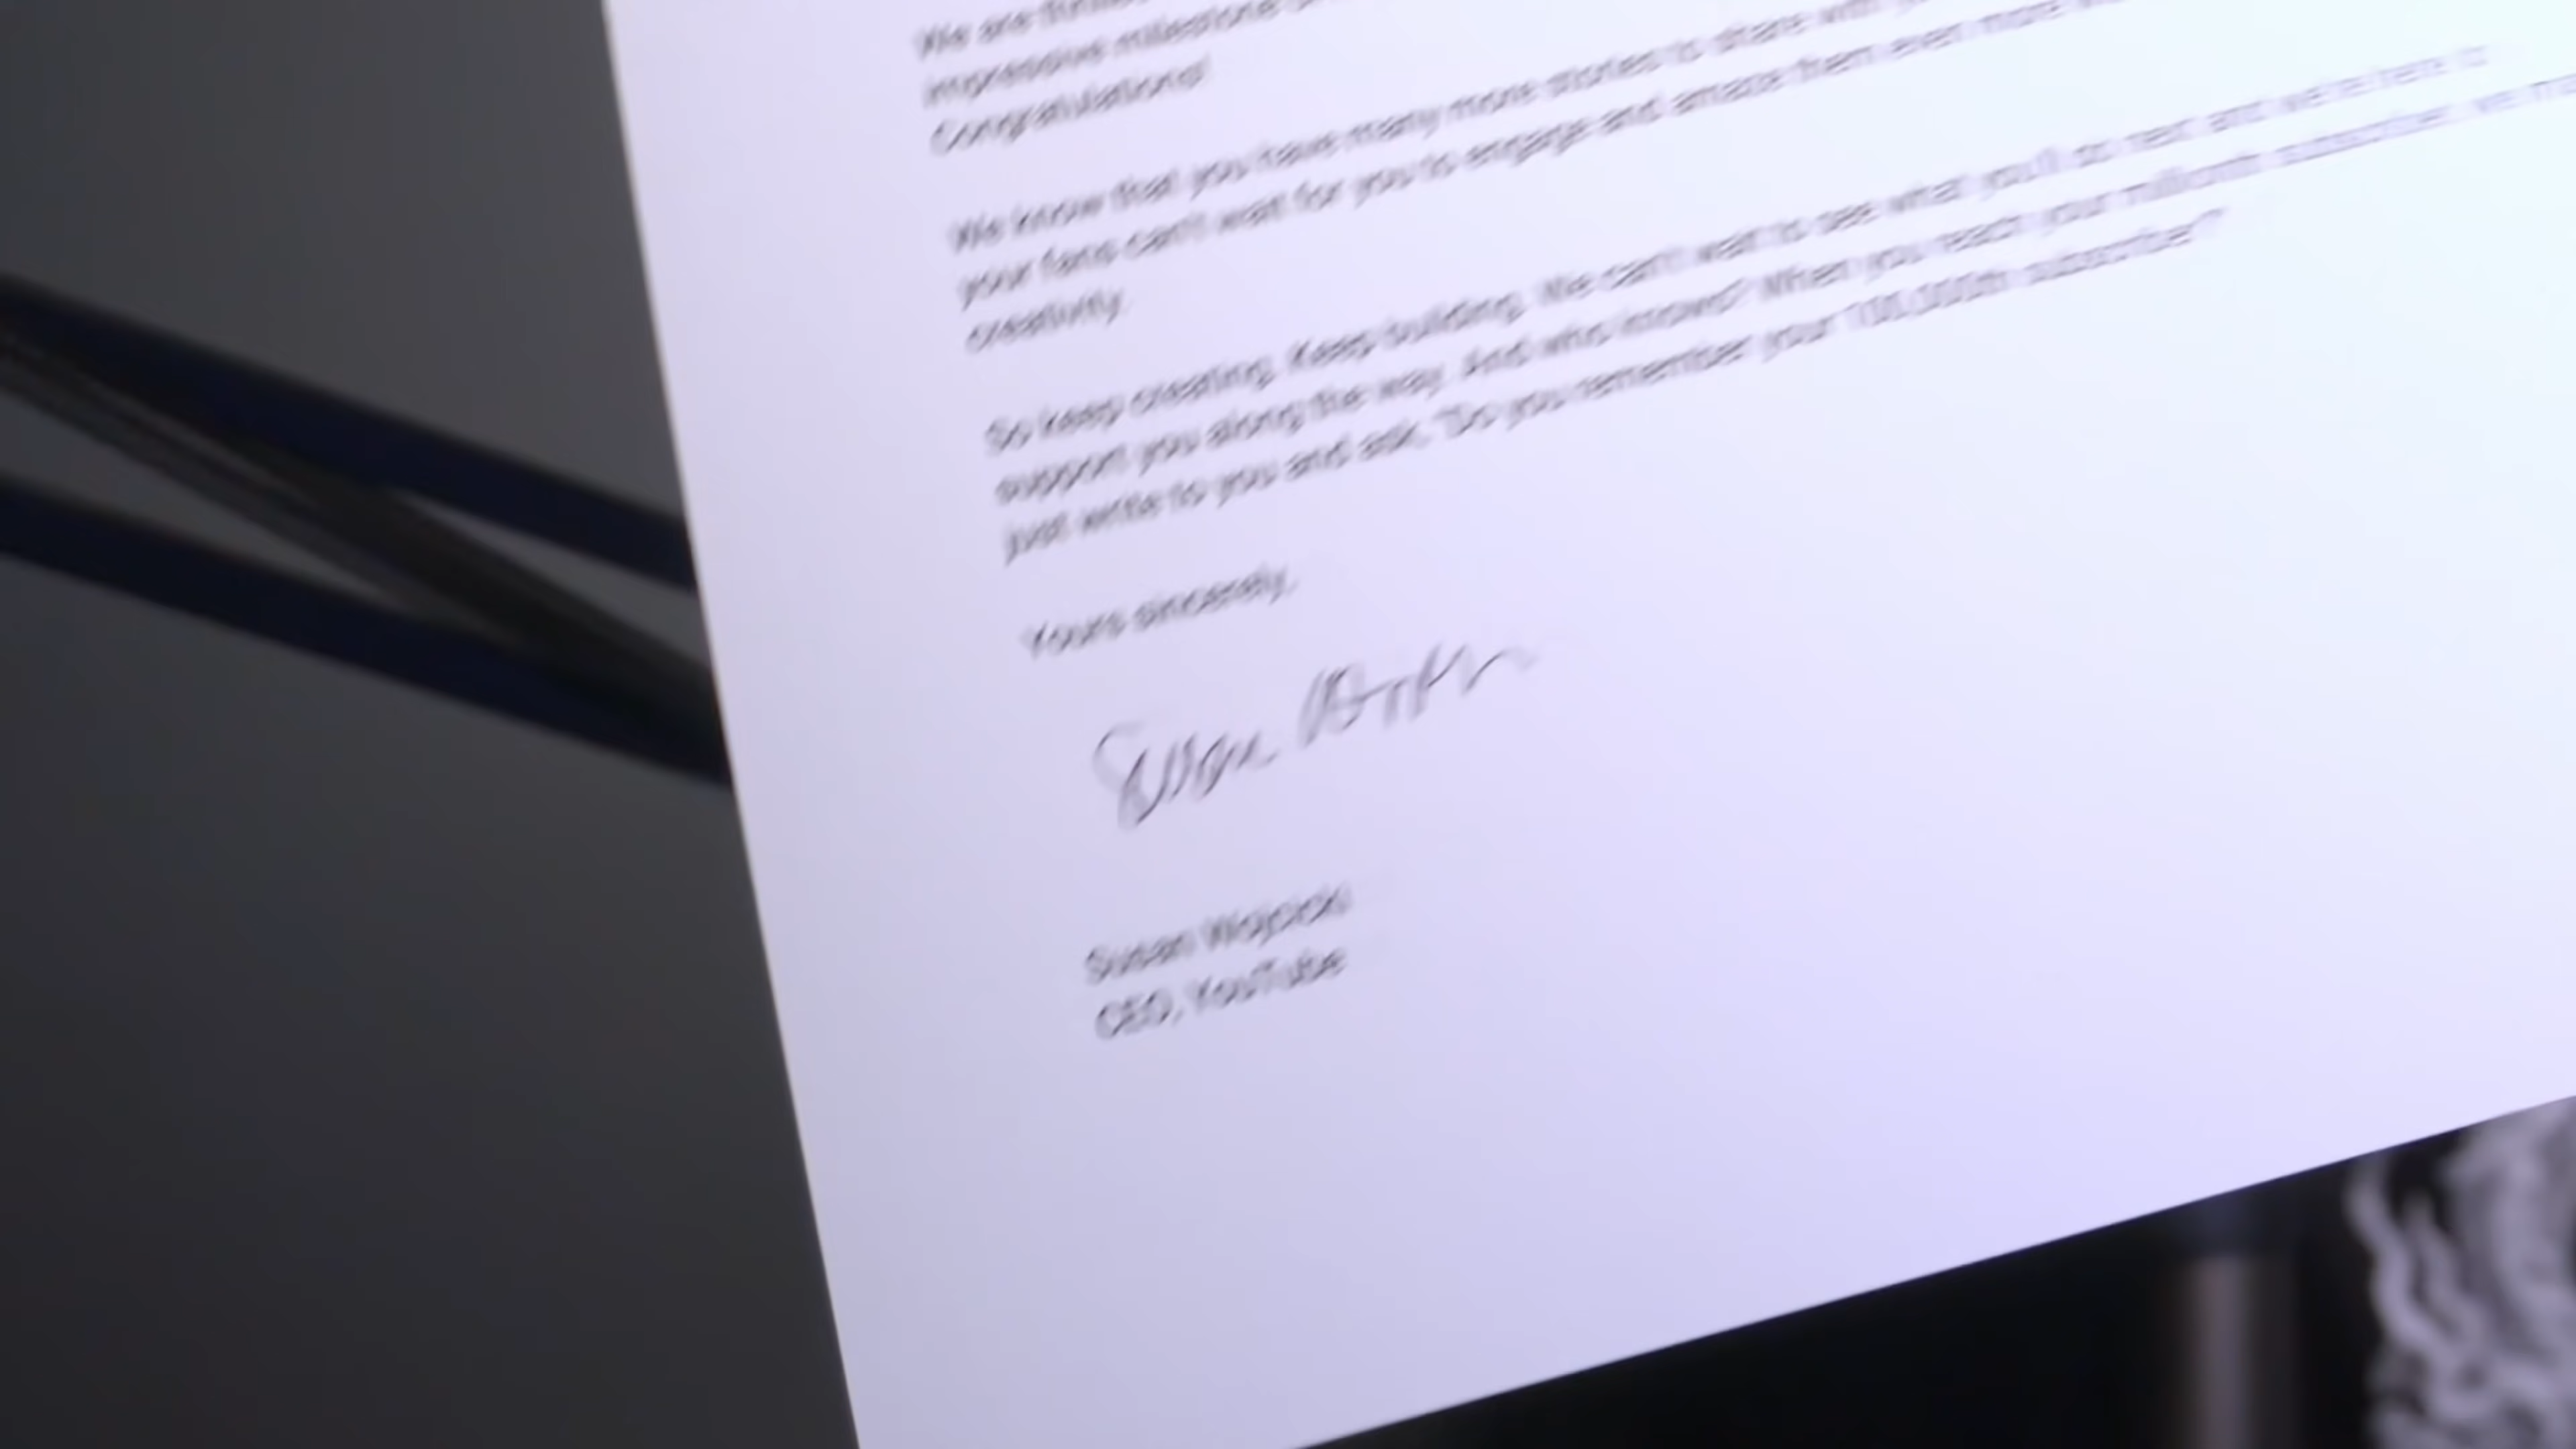 We are thrilled
impressive milestone
Congratulations!
We know that you have many more stories to share with
your fans can't wait for you to engage and amaze them even more
creativity.
So keep creating. Keep building. We can't wait to see what you'll do next and we're here to
support you along the way. And who knows? When you reach your millionth subscriber, we may
just write to you and ask, "Do you remember your 100,000th subscriber?"
Yours sincerely,
Susan Wojcicki
CEO, YouTube